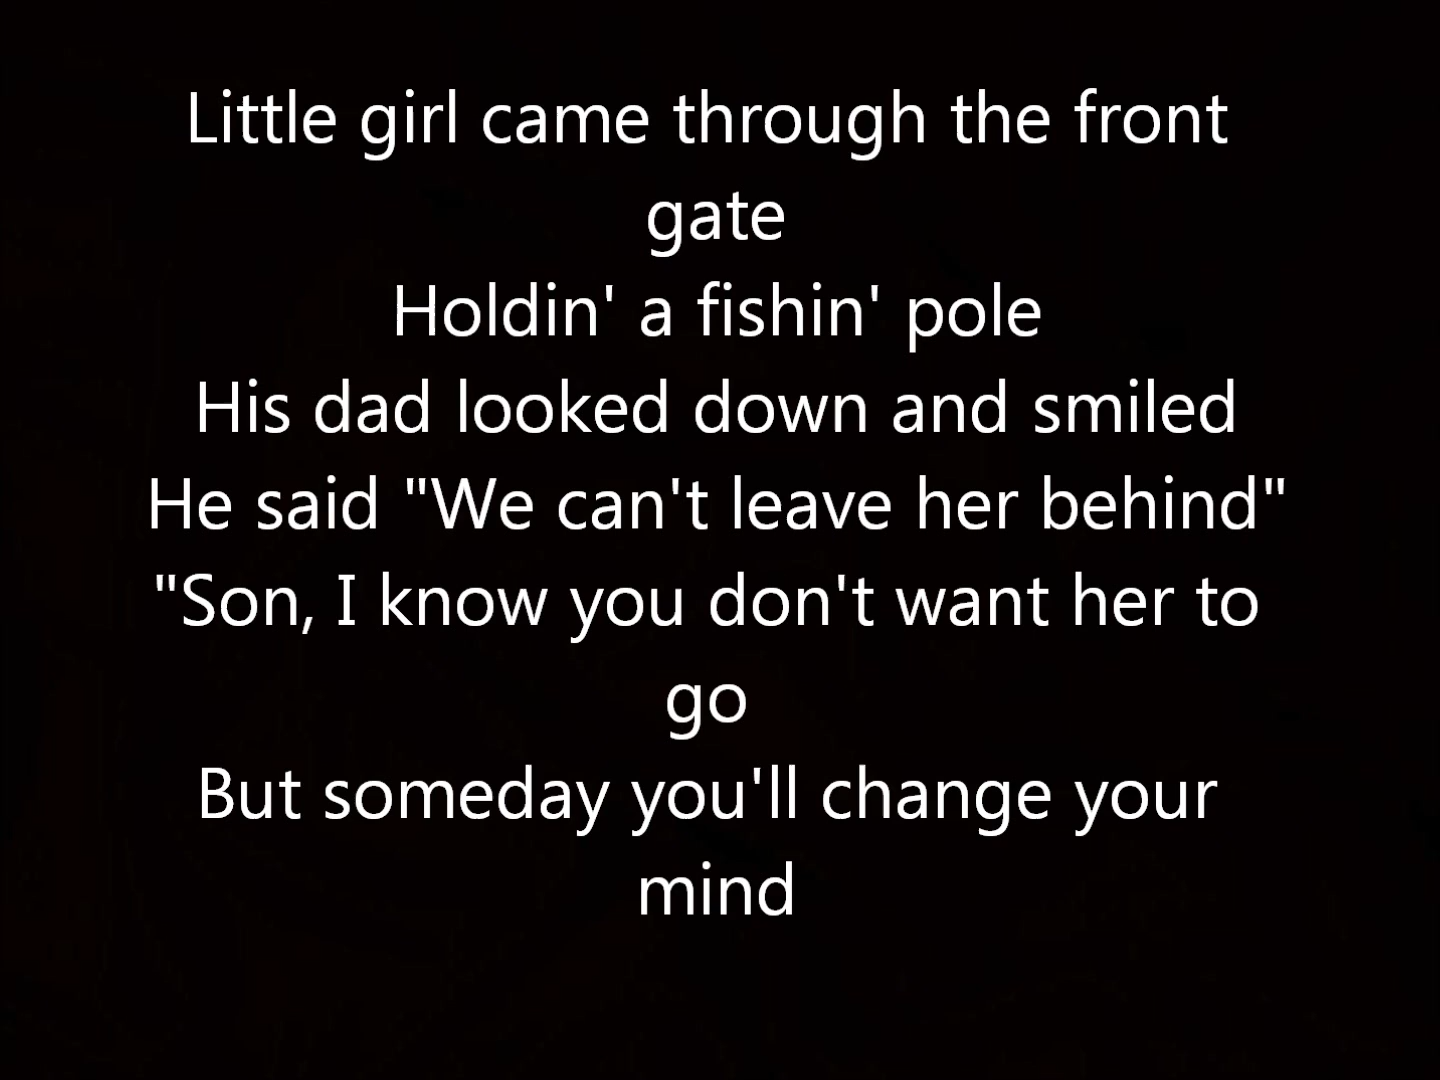 Little girl came through the front
gate
Holdin' a fishin' pole
His dad looked down and smiled
He said "We can't leave her behind"
"Son, I know you don't want her to
go
But someday you'll change your
mind